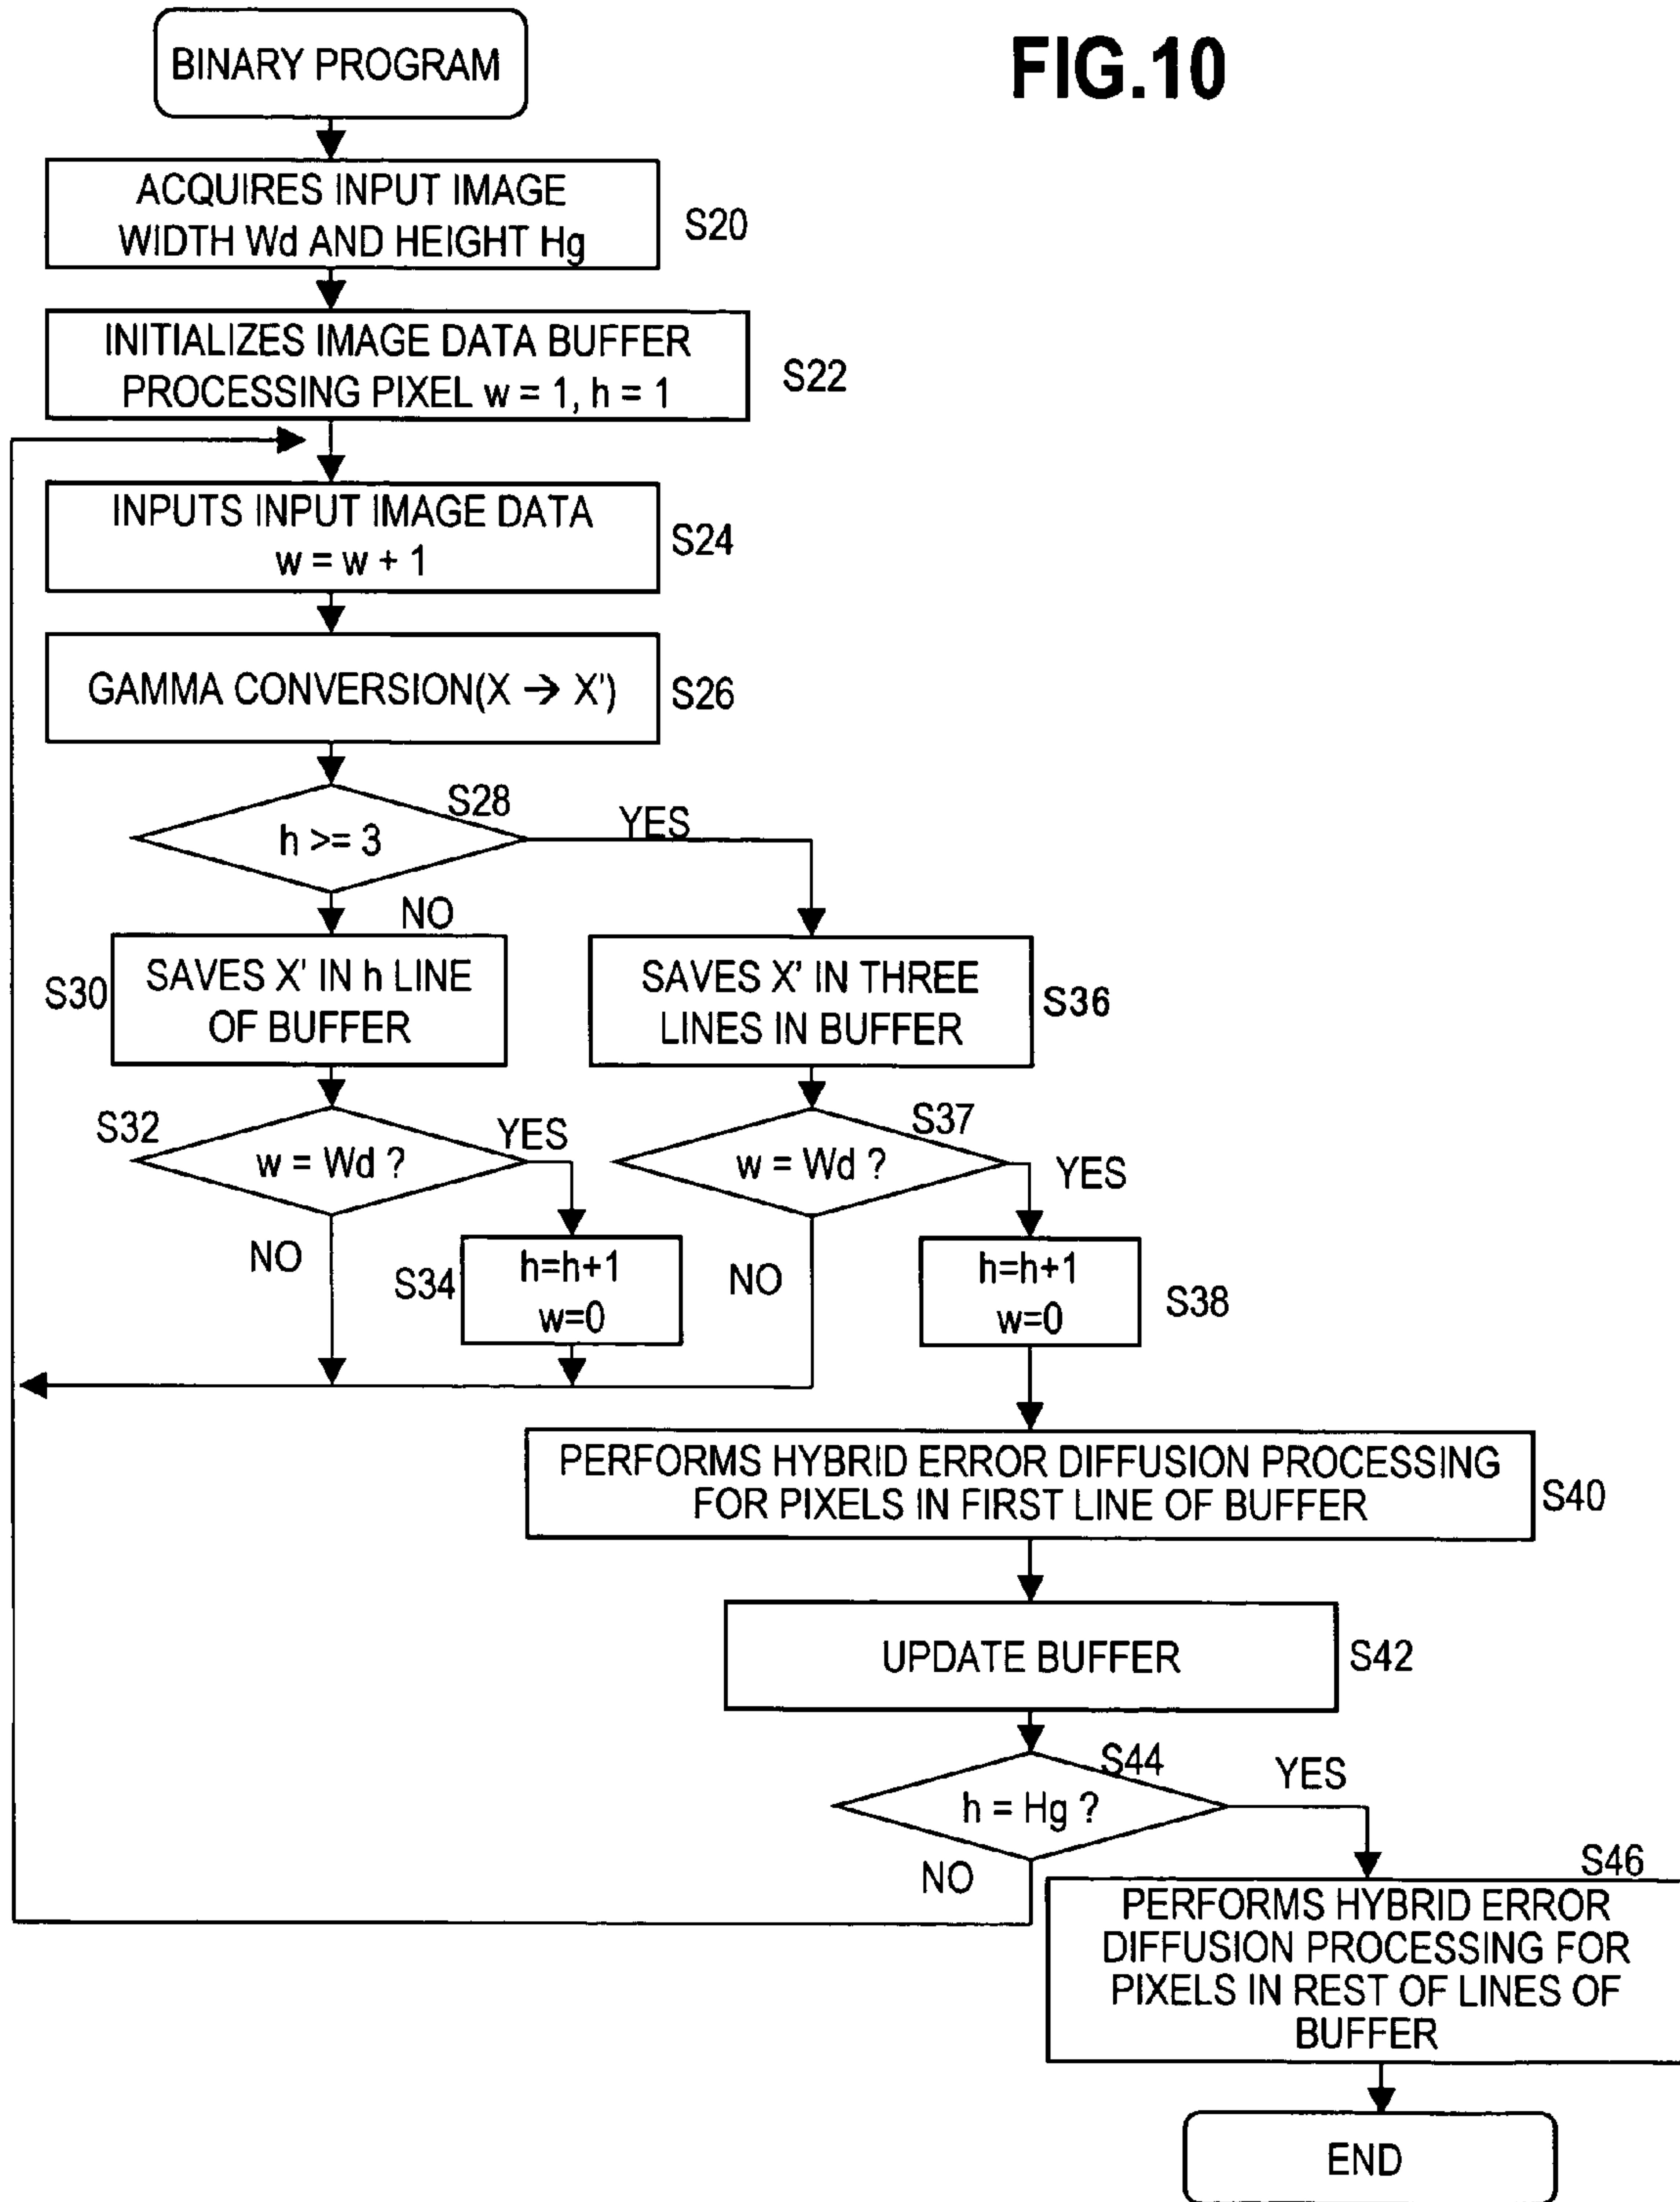 FIG.10
BINARY PROGRAM
ACQUIRES INPUT IMAGE
WIDTH Wd AND HEIGHT Hg
S20
INITIALIZES IMAGE DATA BUFFER
PROCESSING PIXEL w = 1, h = 1
S22
INPUTS INPUT IMAGE DATA
w = w + 1
S24
GAMMA CONVERSION(X → X')
S26
S28
h >= 3
YES
NO
S30
SAVES X' IN h LINE
OF BUFFER
SAVES X' IN THREE
LINES IN BUFFER
S36
S32
w = Wd ?
YES
S37
w = Wd ?
YES
NO
S34
h=h+1
w=0
NO
h=h+1
w=0
S38
PERFORMS HYBRID ERROR DIFFUSION PROCESSING
FOR PIXELS IN FIRST LINE OF BUFFER
S40
UPDATE BUFFER
S42
S44
h = Hg ?
YES
NO
S46
PERFORMS HYBRID ERROR
DIFFUSION PROCESSING FOR
PIXELS IN REST OF LINES OF
BUFFER
END